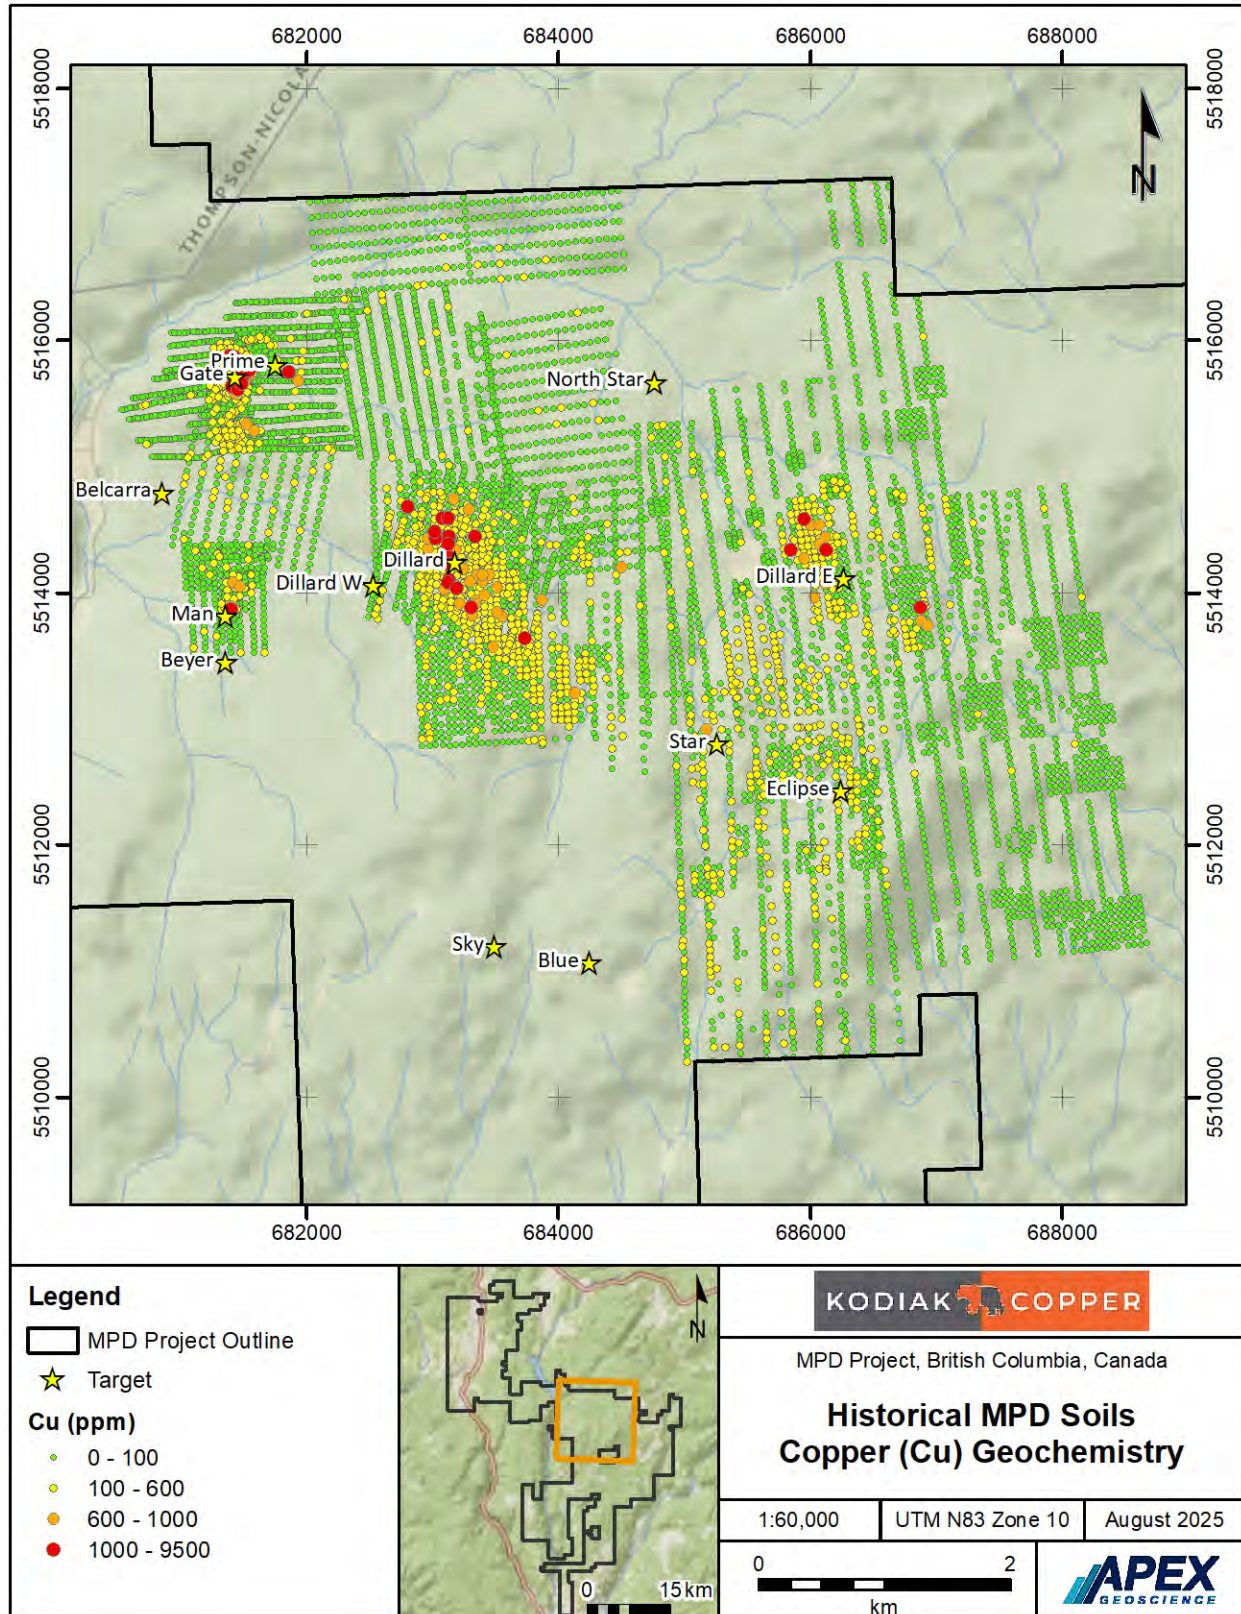 682000 684000 686000 688000
5518000 5518000
THOMPSON-NICOLA
5516000 5516000
Prime
Gate
North Star
Belcarra
Dillard
Dillard W
Dillard E
5514000 5514000
Man
Beyer
Star
Eclipse
5512000 5512000
Sky
Blue
5510000 5510000
682000 684000 686000 688000
N
Legend
MPD Project Outline
Target
Cu (ppm)
0 - 100
100 - 600
600 - 1000
1000 - 9500
N
0 15 km
KODIAK COPPER
MPD Project, British Columbia, Canada
Historical MPD Soils
Copper (Cu) Geochemistry
1:60,000 UTM N83 Zone 10 August 2025
0 2
km
APEX
GEOSCIENCE